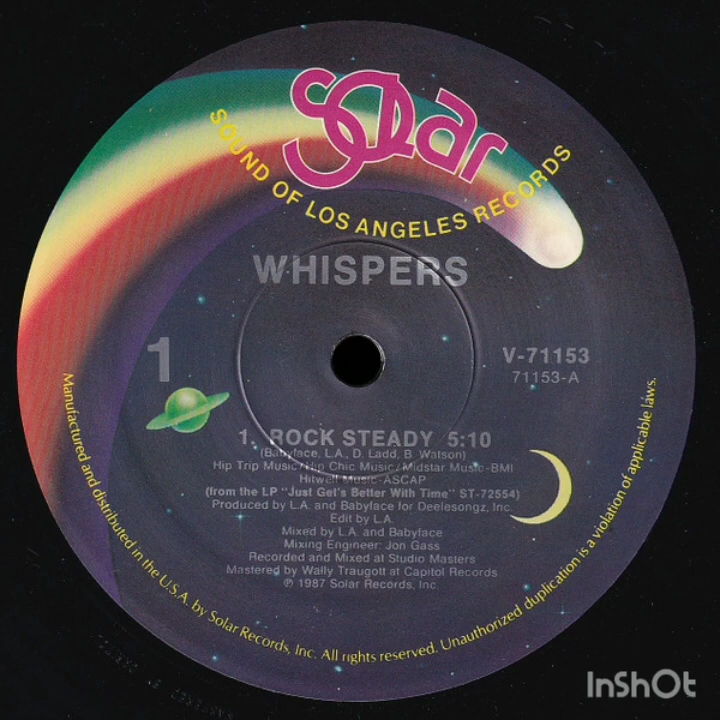 Solar
SOUND OF LOS ANGELES RECORDS
WHISPERS
1
V-71153
71153-A
1. ROCK STEADY 5:10
(Babyface, L.A., D. Ladd, B. Watson)
Hip Trip Music/Hip Chic Music/Midstar Music-BMI
Hitwell Music-ASCAP
(from the LP "Just Get's Better With Time" ST-72554)
Produced by L.A. and Babyface for Deelesongz, Inc.
Edit by L.A.
Mixed by L.A. and Babyface
Mixing Engineer: Jon Gass
Recorded and Mixed at Studio Masters
Mastered by Wally Traugott at Capitol Records
℗ 1987 Solar Records, Inc.
Manufactured and distributed in the U.S.A. by Solar Records, Inc. All rights reserved. Unauthorized duplication is a violation of applicable laws.
InShOt